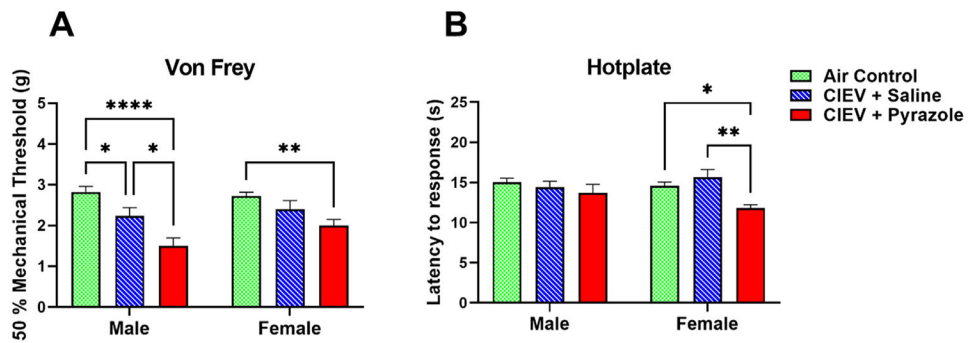 A
Von Frey
50 % Mechanical Threshold (g)
5
4
3
2
1
0
****
*
*
**
Male
Female
B
Hotplate
Latency to response (s)
25
20
15
10
5
0
*
**
Male
Female
Air Control
CIEV + Saline
CIEV + Pyrazole